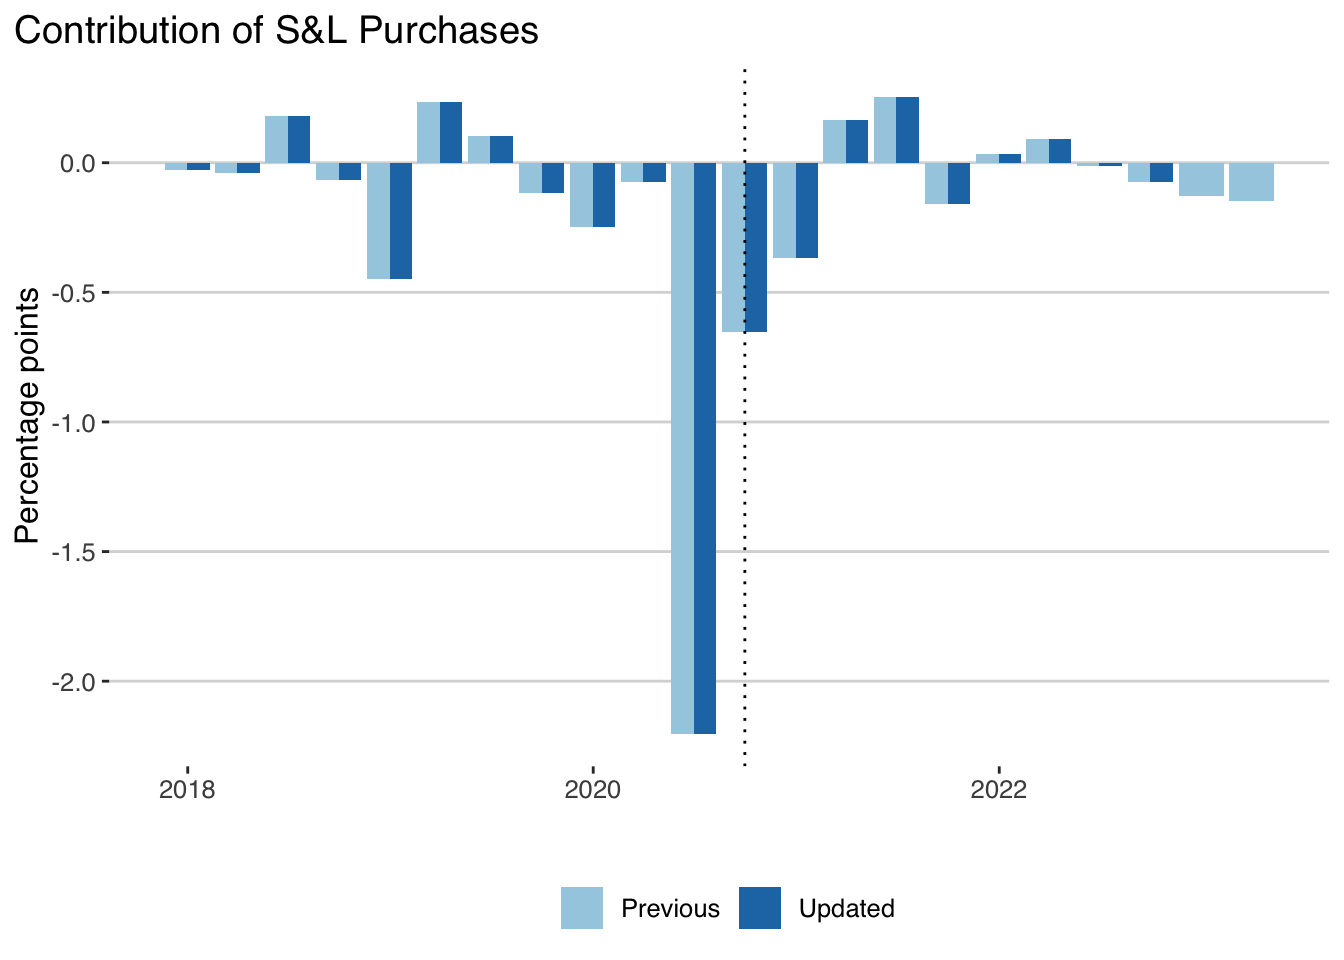 Contribution of S&L Purchases
Percentage points
0.0
-0.5
-1.0
-1.5
-2.0
2018
2020
2022
Previous
Updated